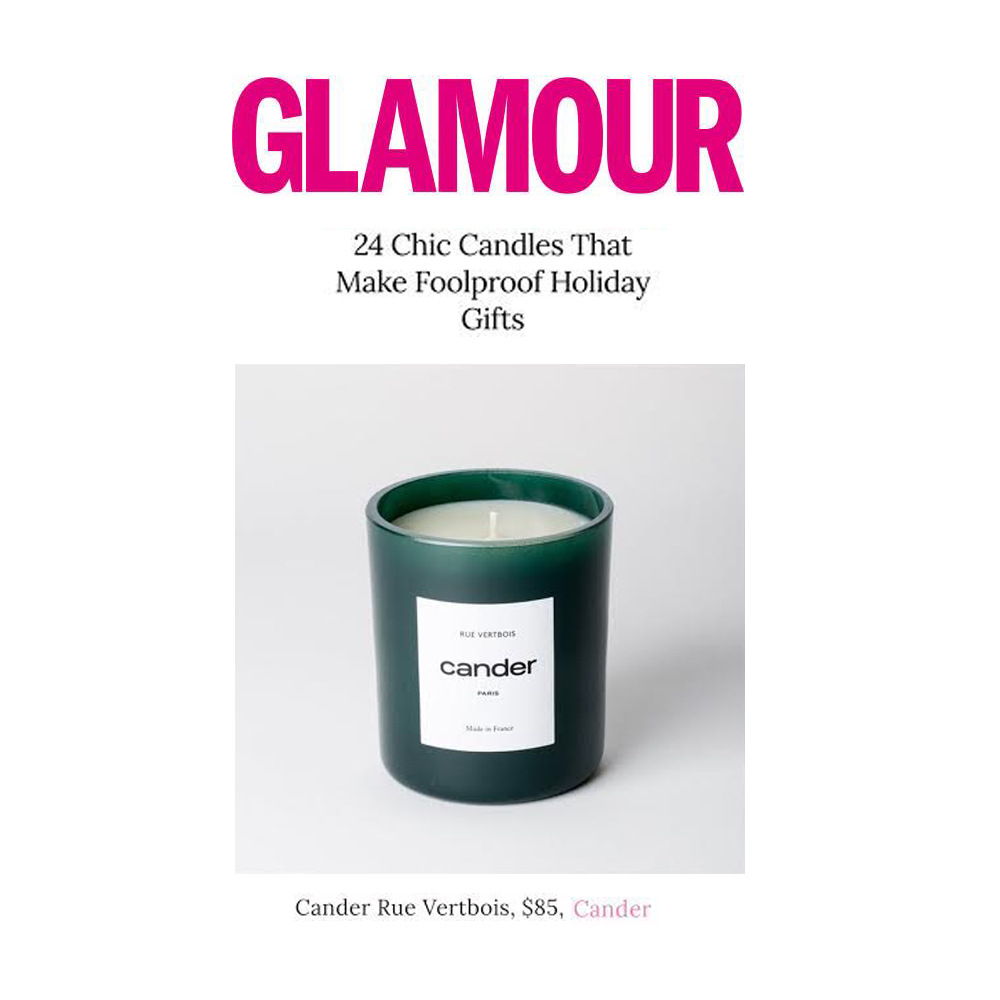 GLAMOUR
24 Chic Candles That
Make Foolproof Holiday
Gifts
RUE VERTBOIS
cander
PARIS
Made in France
Cander Rue Vertbois, $85, Cander